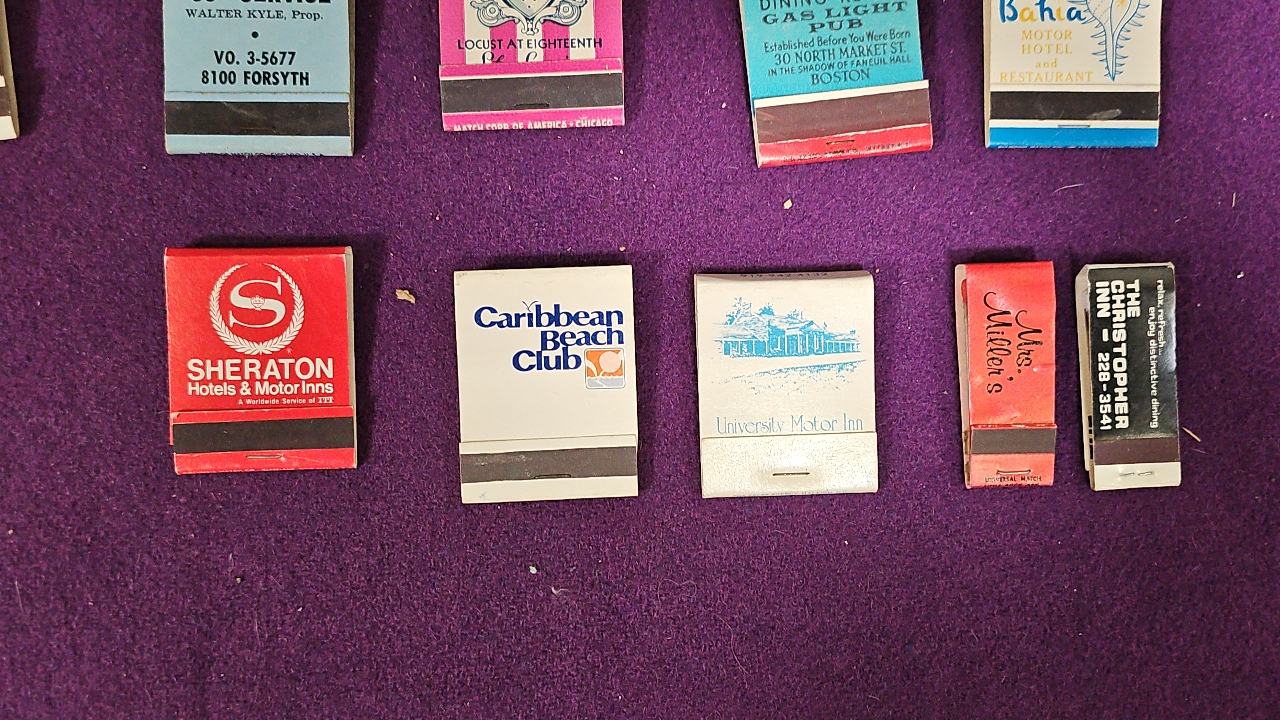 SERVICE
WALTER KYLE, Prop.
•
VO. 3-5677
8100 FORSYTH
LOCUST AT EIGHTEENTH
MATCH CORP OF AMERICA • CHICAGO
GAS LIGHT
PUB
Established Before You Were Born
30 NORTH MARKET ST.
IN THE SHADOW OF FANEUIL HALL
BOSTON
Bahia
MOTOR
HOTEL
and
RESTAURANT
S
SHERATON
Hotels & Motor Inns
A Worldwide Service of ITT
Caribbean
Beach
Club
University Motor Inn
Mrs.
Miller's
UNIVERSAL MATCH
relax, refresh...
enjoy distinctive dining
THE
CHRISTOPHER
INN - 228-3541